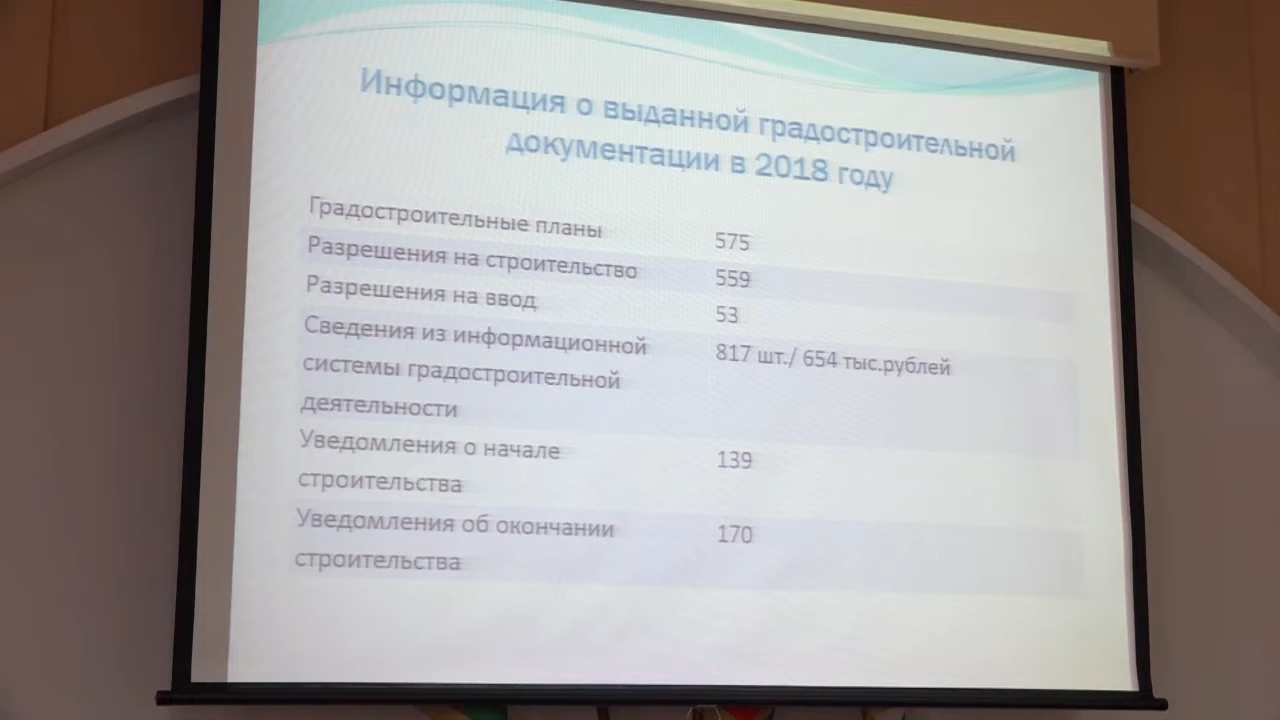 Информация о выданной градостроительной
документации в 2018 году
Градостроительные планы 575
Разрешения на строительство 559
Разрешения на ввод 53
Сведения из информационной 817 шт./ 654 тыс.рублей
системы градостроительной
деятельности
Уведомления о начале 139
строительства
Уведомления об окончании 170
строительства